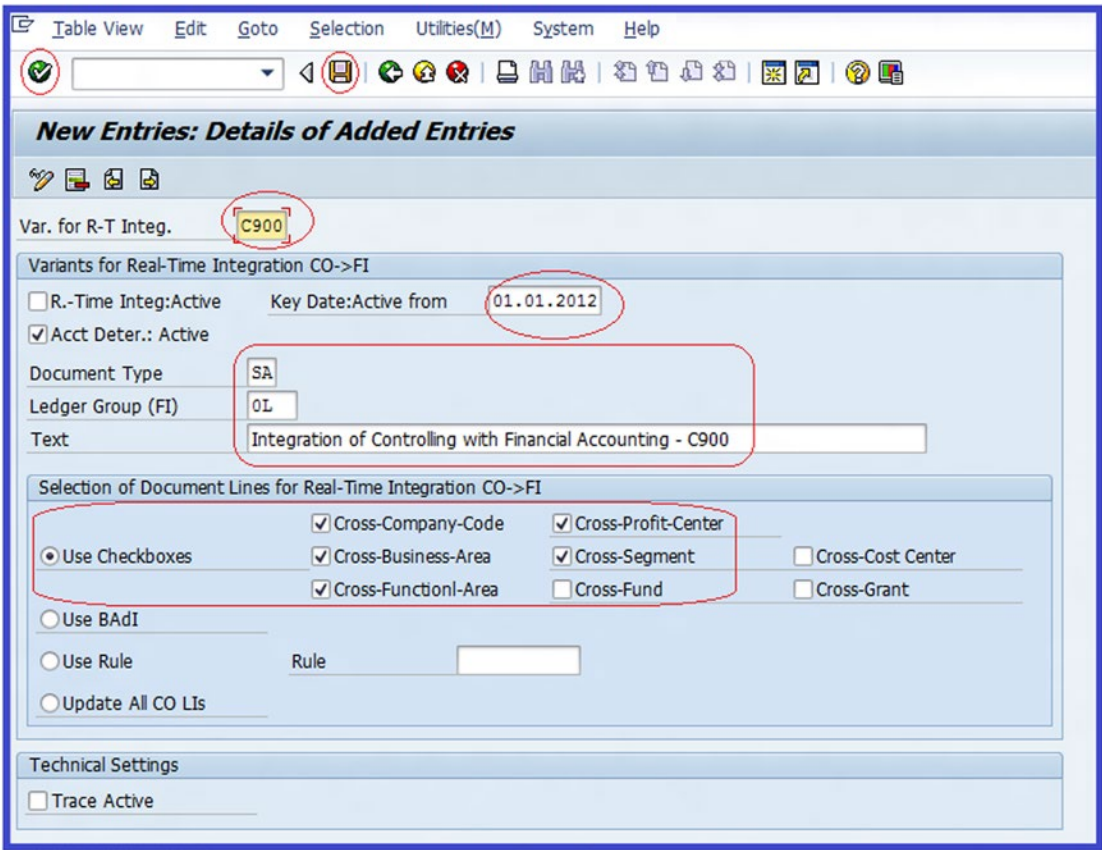 Table View Edit Goto Selection Utilities(M) System Help
New Entries: Details of Added Entries
Var. for R-T Integ. C900
Variants for Real-Time Integration CO->FI
R.-Time Integ:Active Key Date:Active from 01.01.2012
Acct Deter.: Active
Document Type SA
Ledger Group (FI) 0L
Text Integration of Controlling with Financial Accounting - C900
Selection of Document Lines for Real-Time Integration CO->FI
Cross-Company-Code Cross-Profit-Center
Use Checkboxes Cross-Business-Area Cross-Segment Cross-Cost Center
Cross-Functionl-Area Cross-Fund Cross-Grant
Use BAdI
Use Rule Rule
Update All CO LIs
Technical Settings
Trace Active